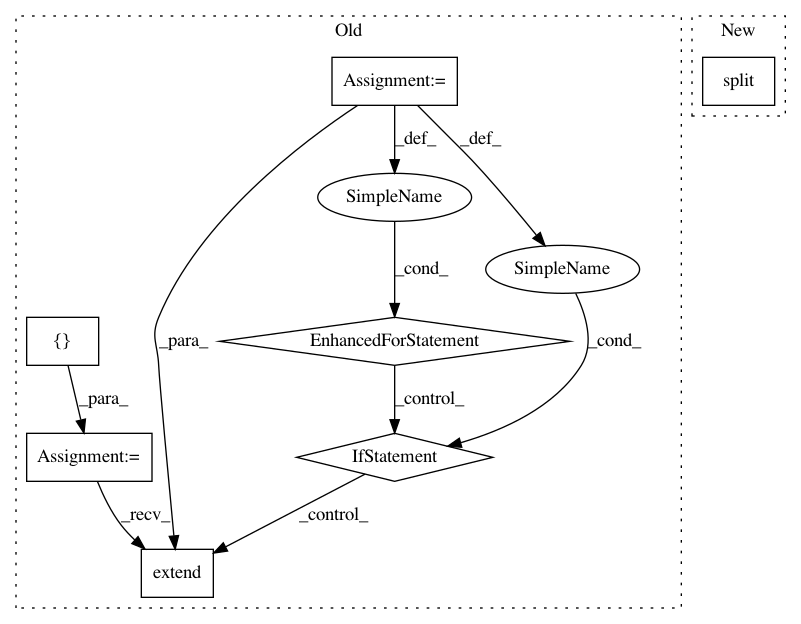 Old
New
Assignment:=
split
_def_
_def_
SimpleName
SimpleName
_cond_
{}
_para_
EnhancedForStatement
_cond_
_para_
_control_
Assignment:=
IfStatement
_recv_
_control_
extend